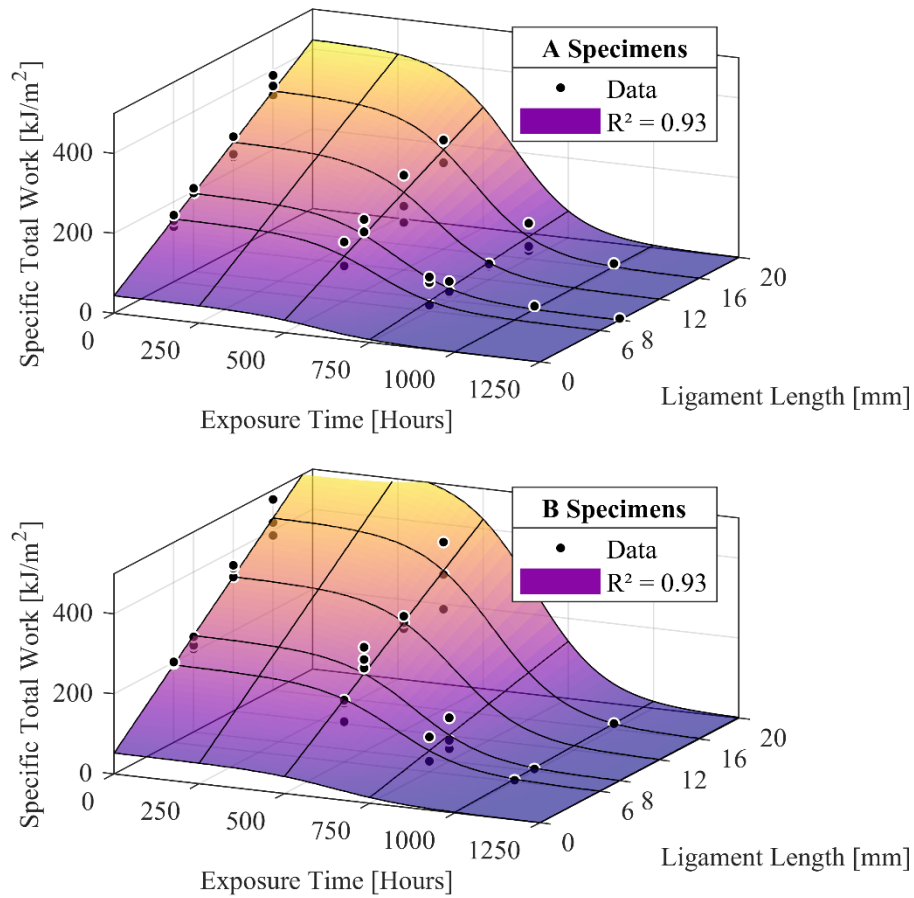 A Specimens
Data
R² = 0.93
Specific Total Work [kJ/m²]
400
200
0
0
250
500
750
1000
1250
Exposure Time [Hours]
0
6
8
12
16
20
Ligament Length [mm]
B Specimens
Data
R² = 0.93
Specific Total Work [kJ/m²]
400
200
0
0
250
500
750
1000
1250
Exposure Time [Hours]
0
6
8
12
16
20
Ligament Length [mm]